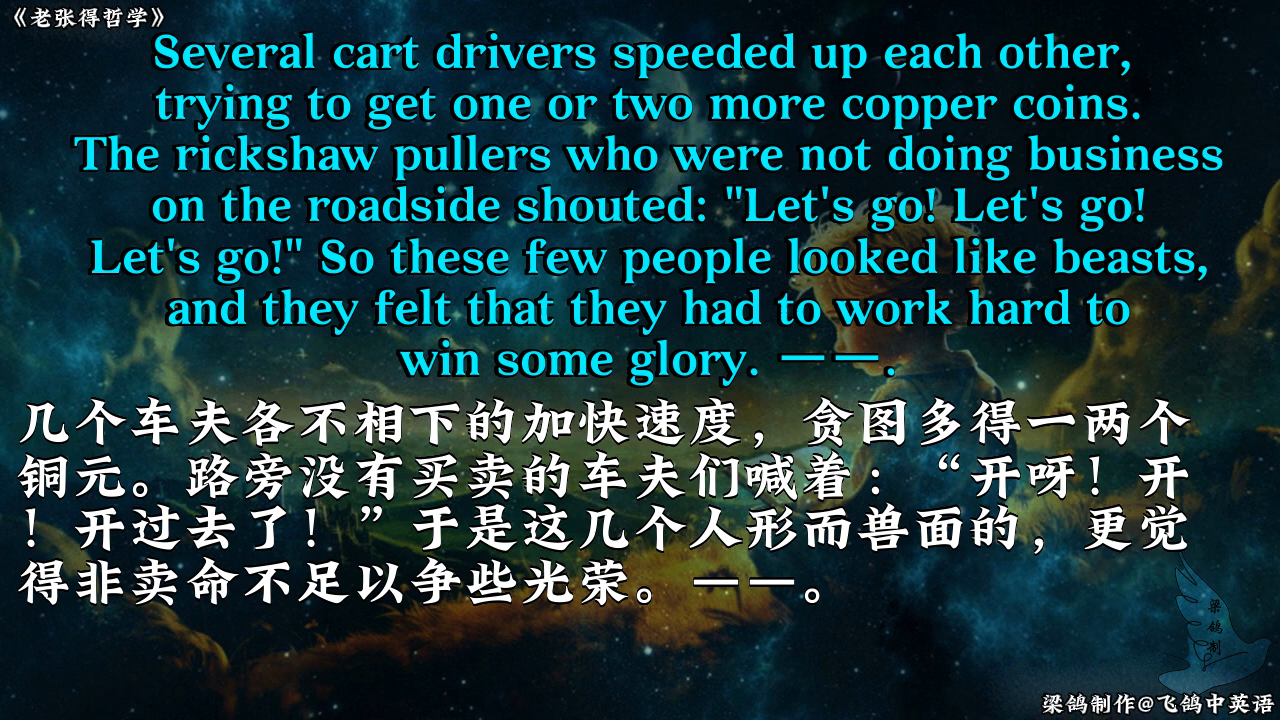 《老张得哲学》
Several cart drivers speeded up each other,
trying to get one or two more copper coins.
The rickshaw pullers who were not doing business
on the roadside shouted: "Let's go! Let's go!
Let's go!" So these few people looked like beasts,
and they felt that they had to work hard to
win some glory. ——.
几个车夫各不相下的加快速度，贪图多得一两个
铜元。路旁没有买卖的车夫们喊着：“开呀！开
！开过去了！”于是这几个人形而兽面的，更觉
得非卖命不足以争些光荣。——。
梁
鸽
制
梁鸽制作@飞鸽中英语